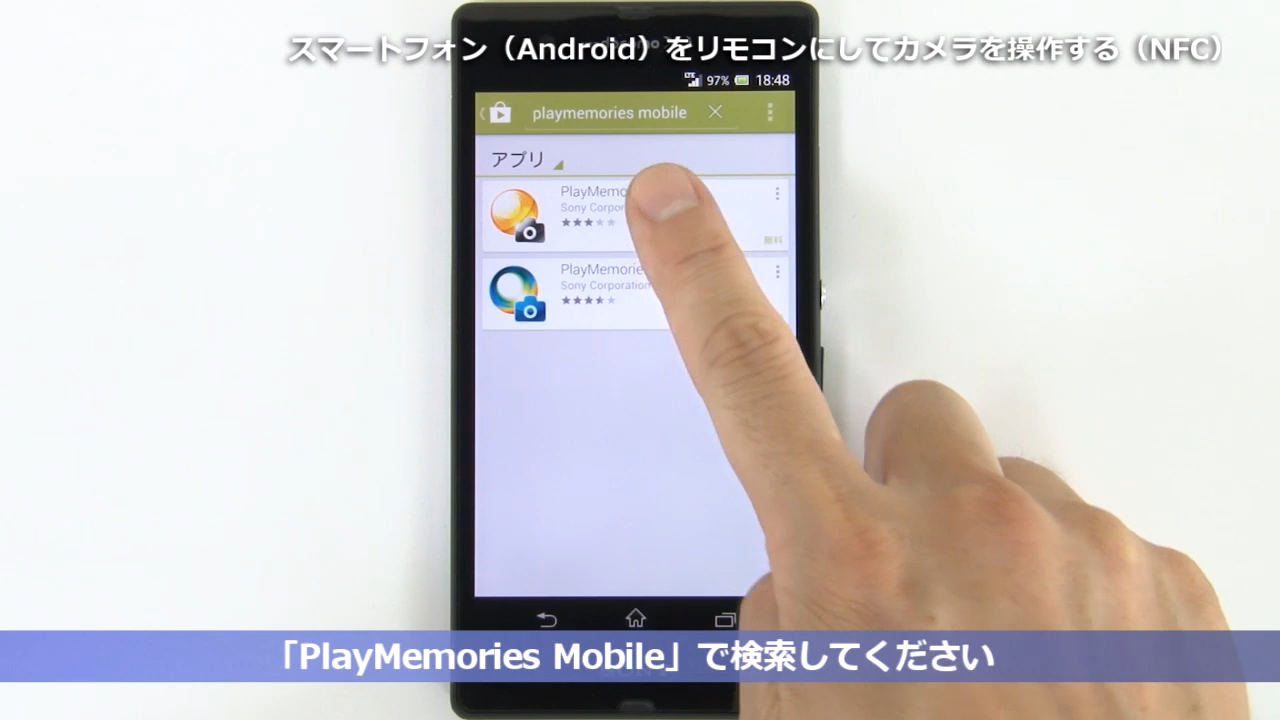 スマートフォン（Android）をリモコンにしてカメラを操作する（NFC）
LTE 97% 18:48
playmemories mobile
アプリ
PlayMemo
Sony Corpor
無料
PlayMemorie
Sony Corporation
「PlayMemories Mobile」で検索してください